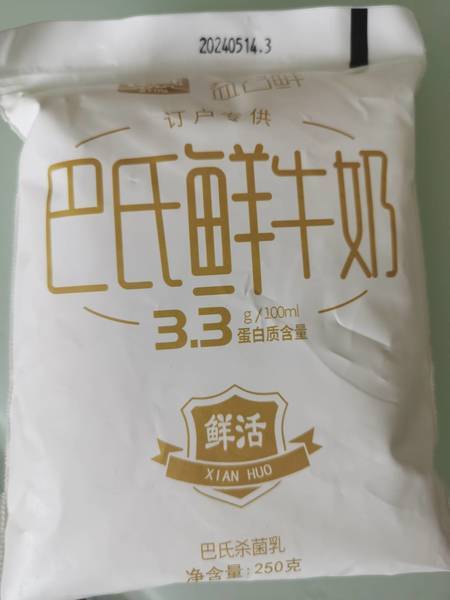 20240514.3
订户专供
巴氏鲜牛奶
3.3 g/100ml
蛋白质含量
鲜活
XIAN HUO
巴氏杀菌乳
净含量:250克